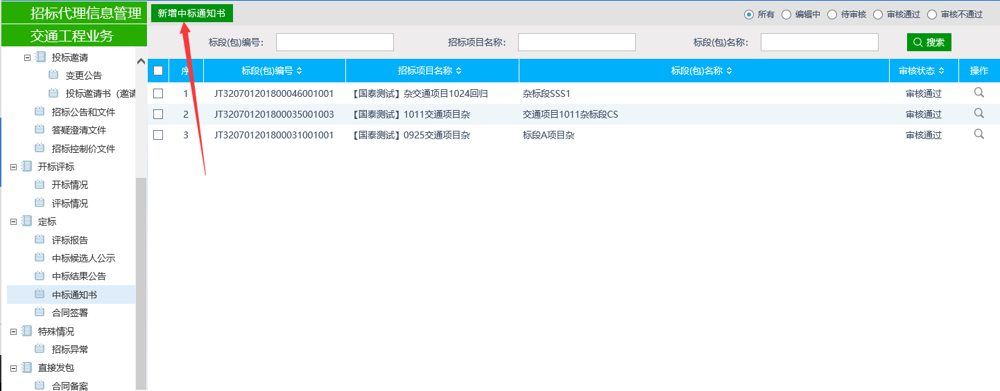 招标代理信息管理
交通工程业务
投标邀请
变更公告
投标邀请书（邀请
招标公告和文件
答疑澄清文件
招标控制价文件
开标评标
开标情况
评标情况
定标
评标报告
中标候选人公示
中标结果公告
中标通知书
合同签署
特殊情况
招标异常
直接发包
合同备案
新增中标通知书
所有 编辑中 待审核 审核通过 审核不通过
标段(包)编号： 招标项目名称： 标段(包)名称： 搜索
序 标段(包)编号 招标项目名称 标段(包)名称 审核状态 操作
1 JT320701201800046001001 【国泰测试】杂交通项目1024回归 杂标段SSS1 审核通过
2 JT320701201800035001003 【国泰测试】1011交通项目杂 交通项目1011杂标段CS 审核通过
3 JT320701201800031001001 【国泰测试】0925交通项目杂 标段A项目杂 审核通过